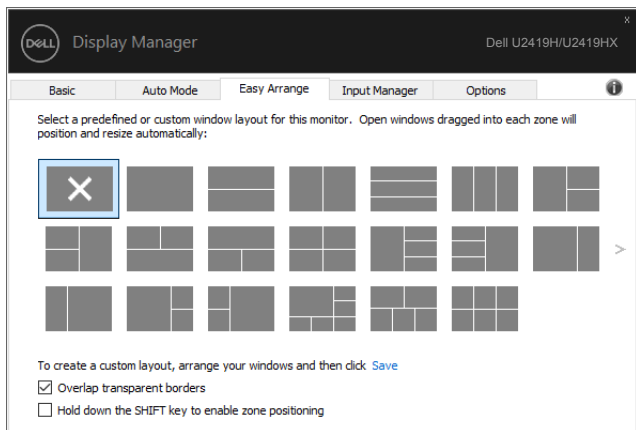 x
DELL Display Manager Dell U2419H/U2419HX
Basic Auto Mode Easy Arrange Input Manager Options i
Select a predefined or custom window layout for this monitor. Open windows dragged into each zone will
position and resize automatically:
>
To create a custom layout, arrange your windows and then click Save
Overlap transparent borders
Hold down the SHIFT key to enable zone positioning